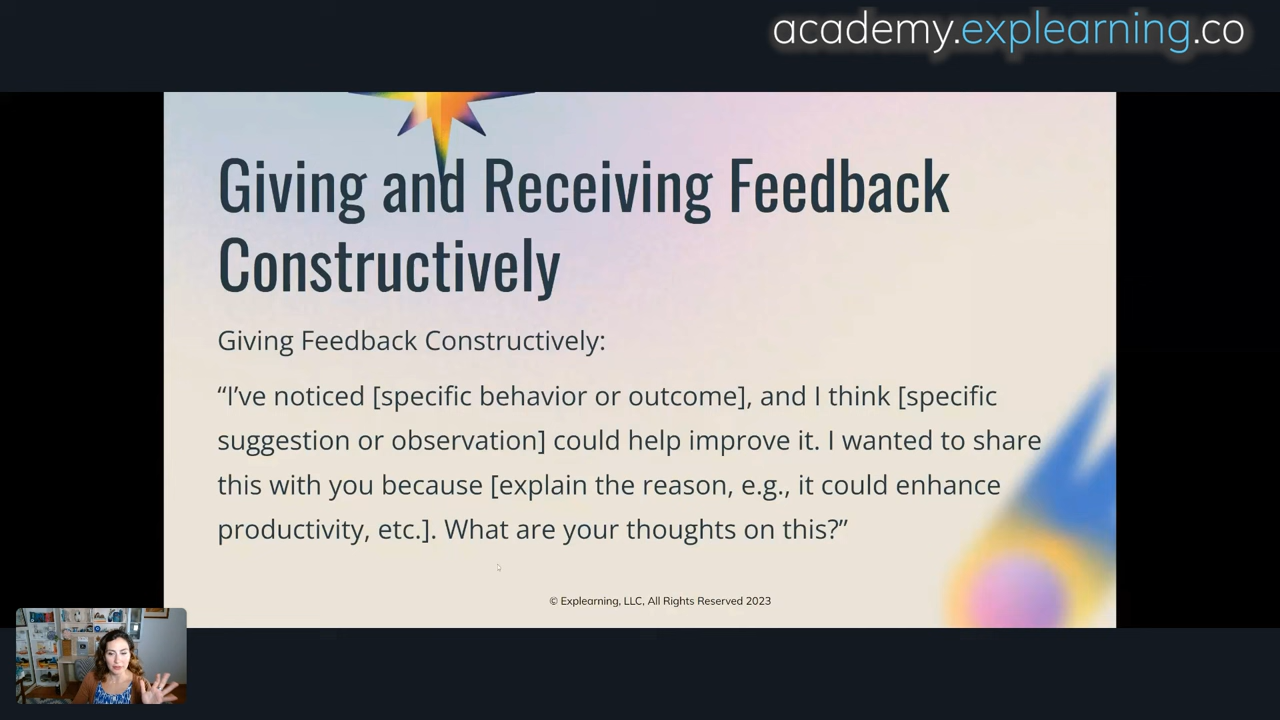 academy.explearning.co
Giving and Receiving Feedback
Constructively
Giving Feedback Constructively:
“I’ve noticed [specific behavior or outcome], and I think [specific
suggestion or observation] could help improve it. I wanted to share
this with you because [explain the reason, e.g., it could enhance
productivity, etc.]. What are your thoughts on this?”
© Explearning, LLC, All Rights Reserved 2023